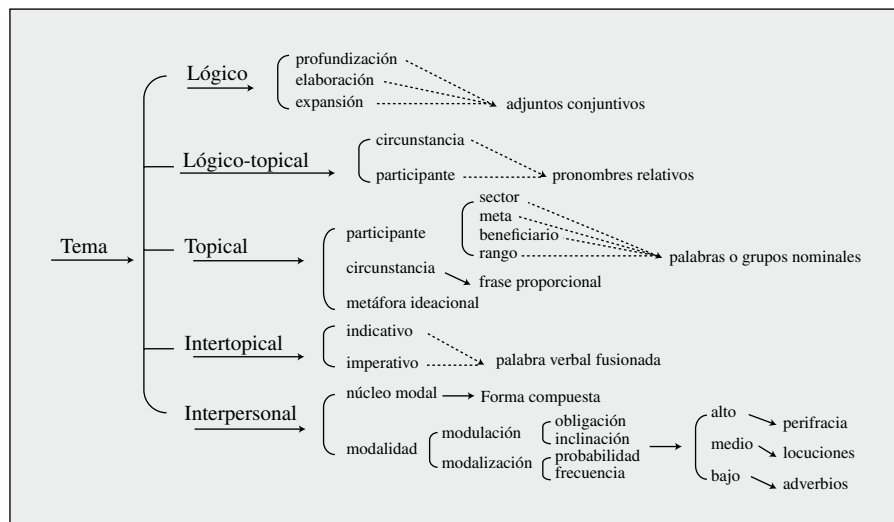 Tema
Lógico
profundización
elaboración
expansión
adjuntos conjuntivos
Lógico-topical
circunstancia
participante
pronombres relativos
Topical
participante
sector
meta
beneficiario
rango
palabras o grupos nominales
circunstancia
frase proporcional
metáfora ideacional
Intertopical
indicativo
imperativo
palabra verbal fusionada
Interpersonal
núcleo modal
Forma compuesta
modalidad
modulación
obligación
inclinación
modalización
probabilidad
frecuencia
alto
perifracia
medio
locuciones
bajo
adverbios